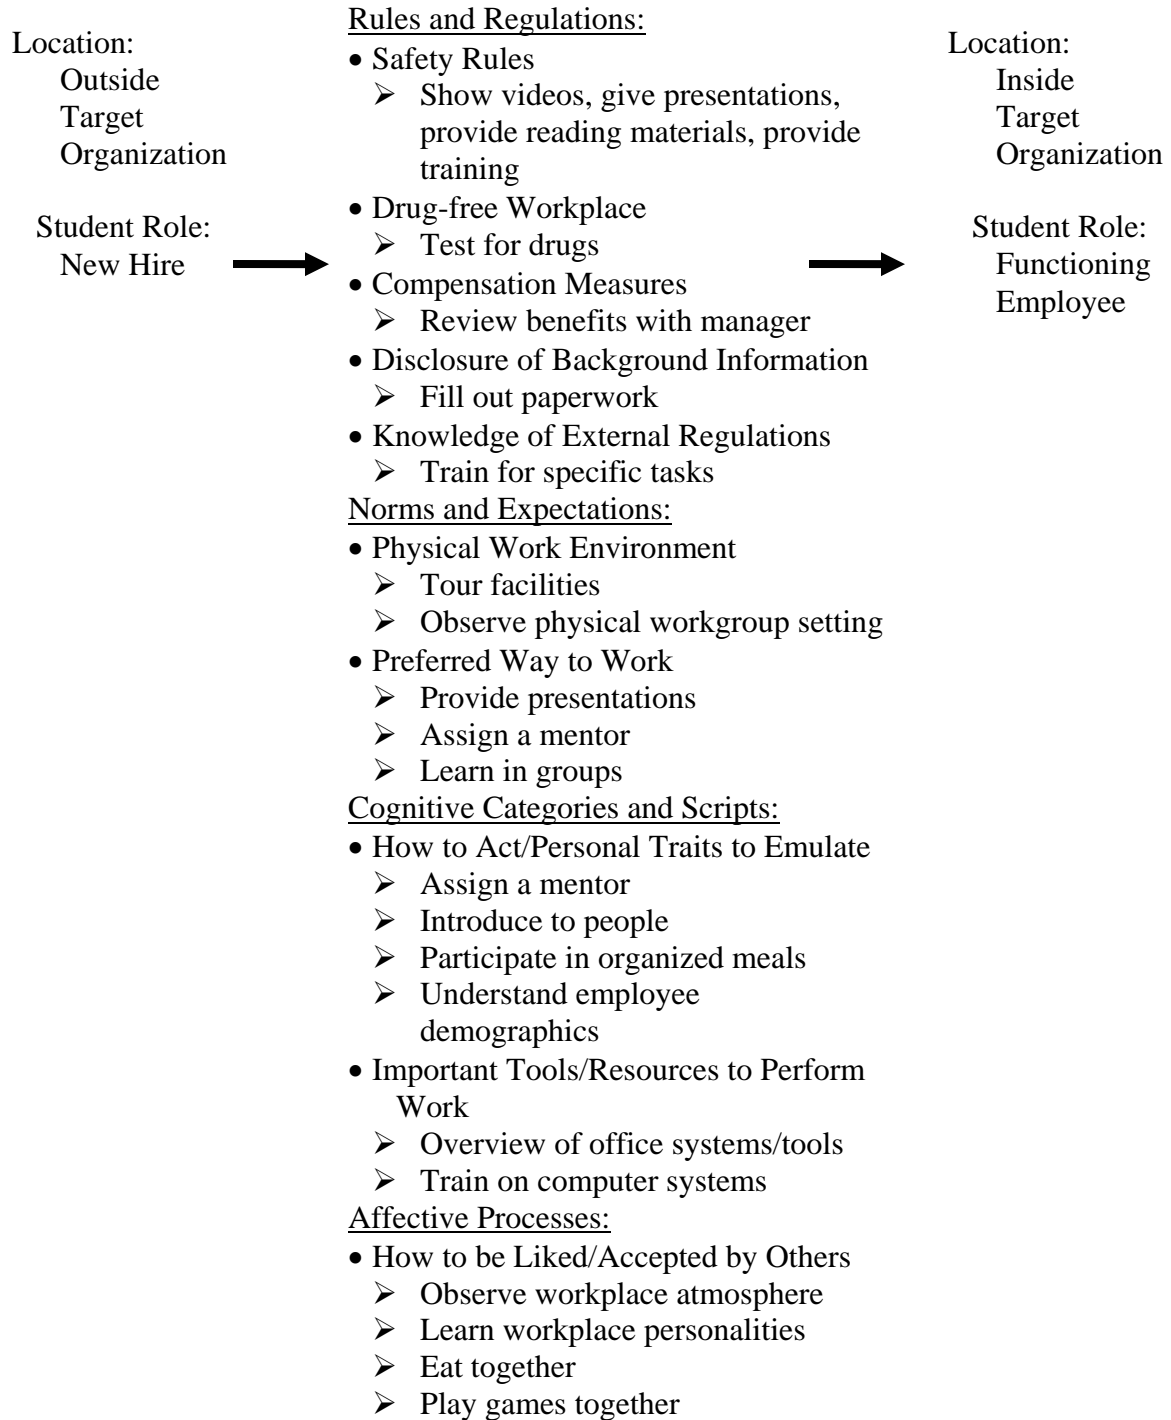 Location:
Outside
Target
Organization
Student Role:
New Hire
Rules and Regulations:
• Safety Rules
➢ Show videos, give presentations,
provide reading materials, provide
training
• Drug-free Workplace
➢ Test for drugs
• Compensation Measures
➢ Review benefits with manager
• Disclosure of Background Information
➢ Fill out paperwork
• Knowledge of External Regulations
➢ Train for specific tasks
Norms and Expectations:
• Physical Work Environment
➢ Tour facilities
➢ Observe physical workgroup setting
• Preferred Way to Work
➢ Provide presentations
➢ Assign a mentor
➢ Learn in groups
Cognitive Categories and Scripts:
• How to Act/Personal Traits to Emulate
➢ Assign a mentor
➢ Introduce to people
➢ Participate in organized meals
➢ Understand employee
demographics
• Important Tools/Resources to Perform
Work
➢ Overview of office systems/tools
➢ Train on computer systems
Affective Processes:
• How to be Liked/Accepted by Others
➢ Observe workplace atmosphere
➢ Learn workplace personalities
➢ Eat together
➢ Play games together
Location:
Inside
Target
Organization
Student Role:
Functioning
Employee